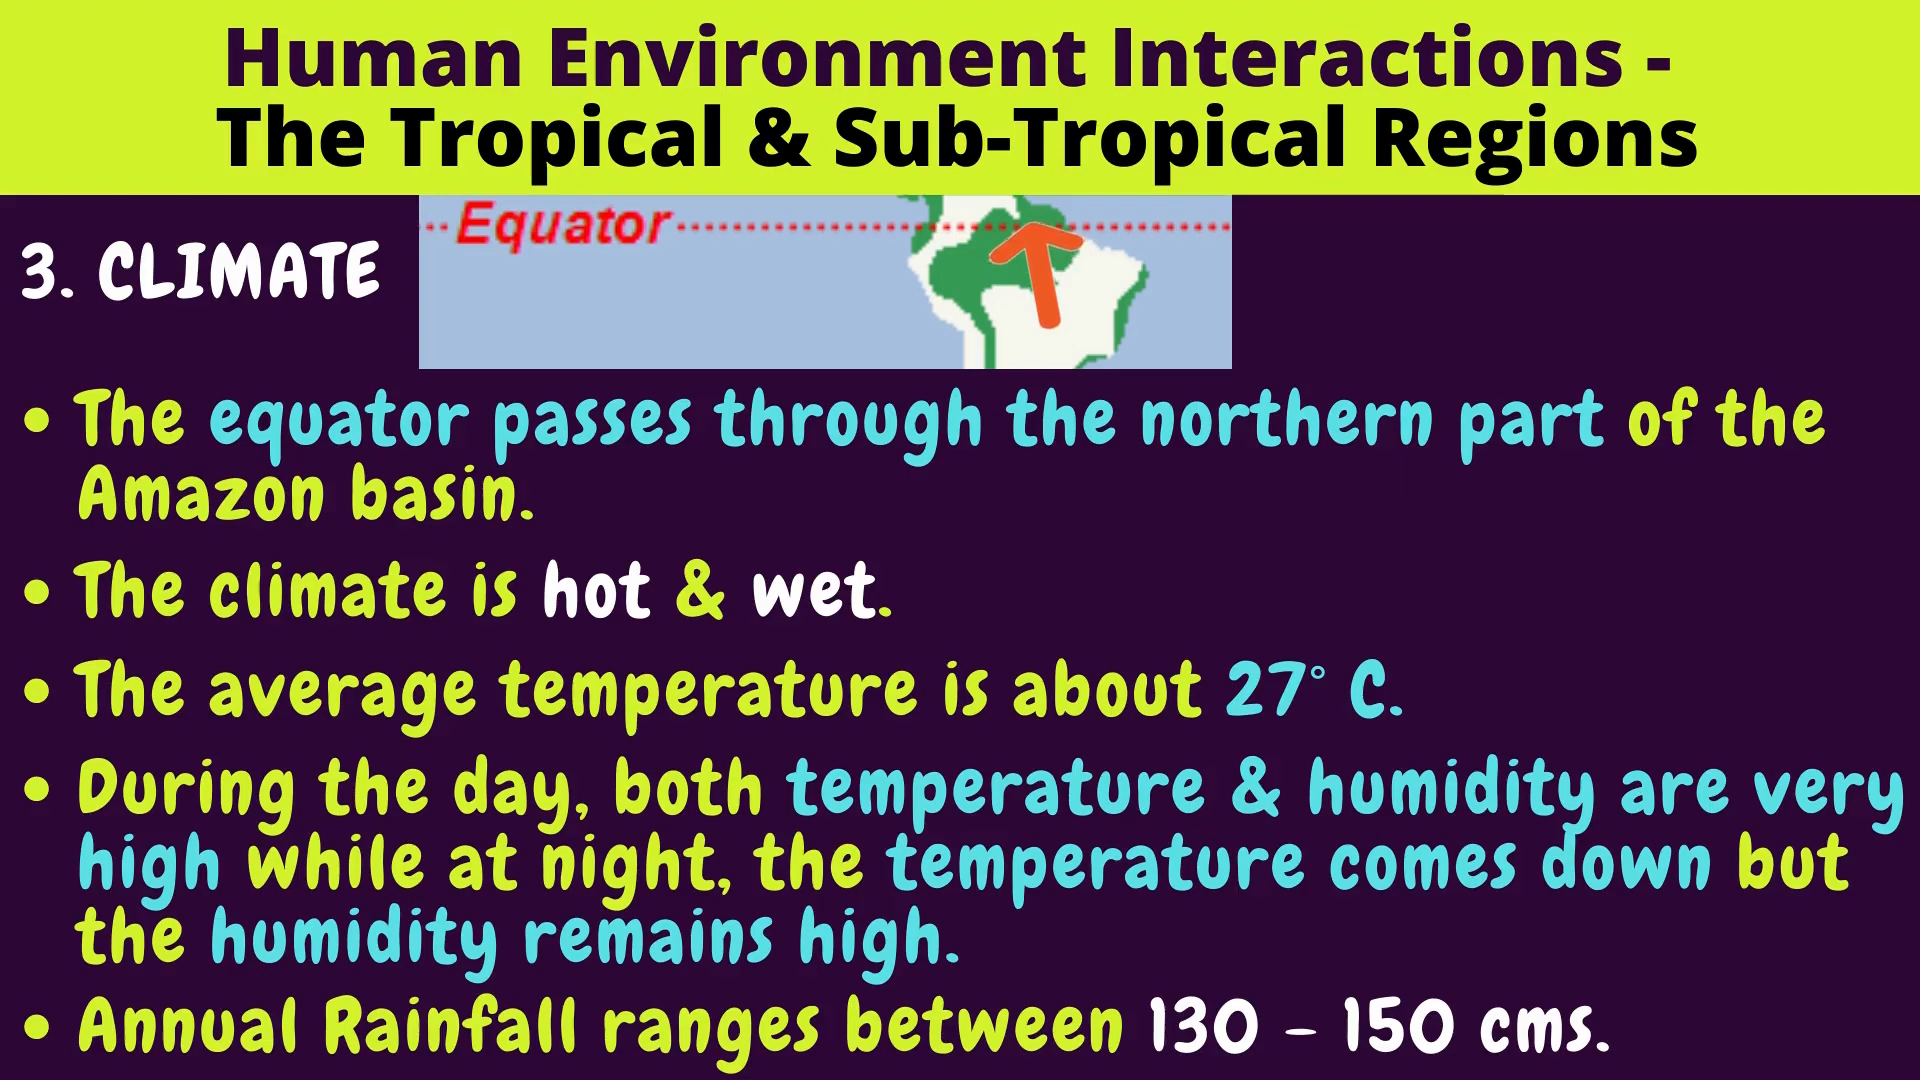 Human Environment Interactions -
The Tropical & Sub-Tropical Regions
3. CLIMATE
Equator
• The equator passes through the northern part of the
Amazon basin.
• The climate is hot & wet.
• The average temperature is about 27° C.
• During the day, both temperature & humidity are very
high while at night, the temperature comes down but
the humidity remains high.
• Annual Rainfall ranges between 130 – 150 cms.